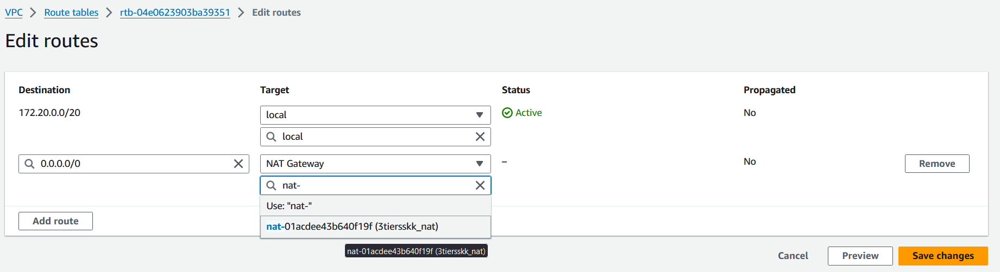 VPC > Route tables > rtb-04e0623903ba39351 > Edit routes
Edit routes
Destination Target Status Propagated
172.20.0.0/20 local Active No
local
0.0.0.0/0 NAT Gateway – No Remove
nat-
Use: "nat-"
Add route
nat-01acdee43b640f19f (3tiersskk_nat)
nat-01acdee43b640f19f (3tiersskk_nat)
Cancel Preview Save changes